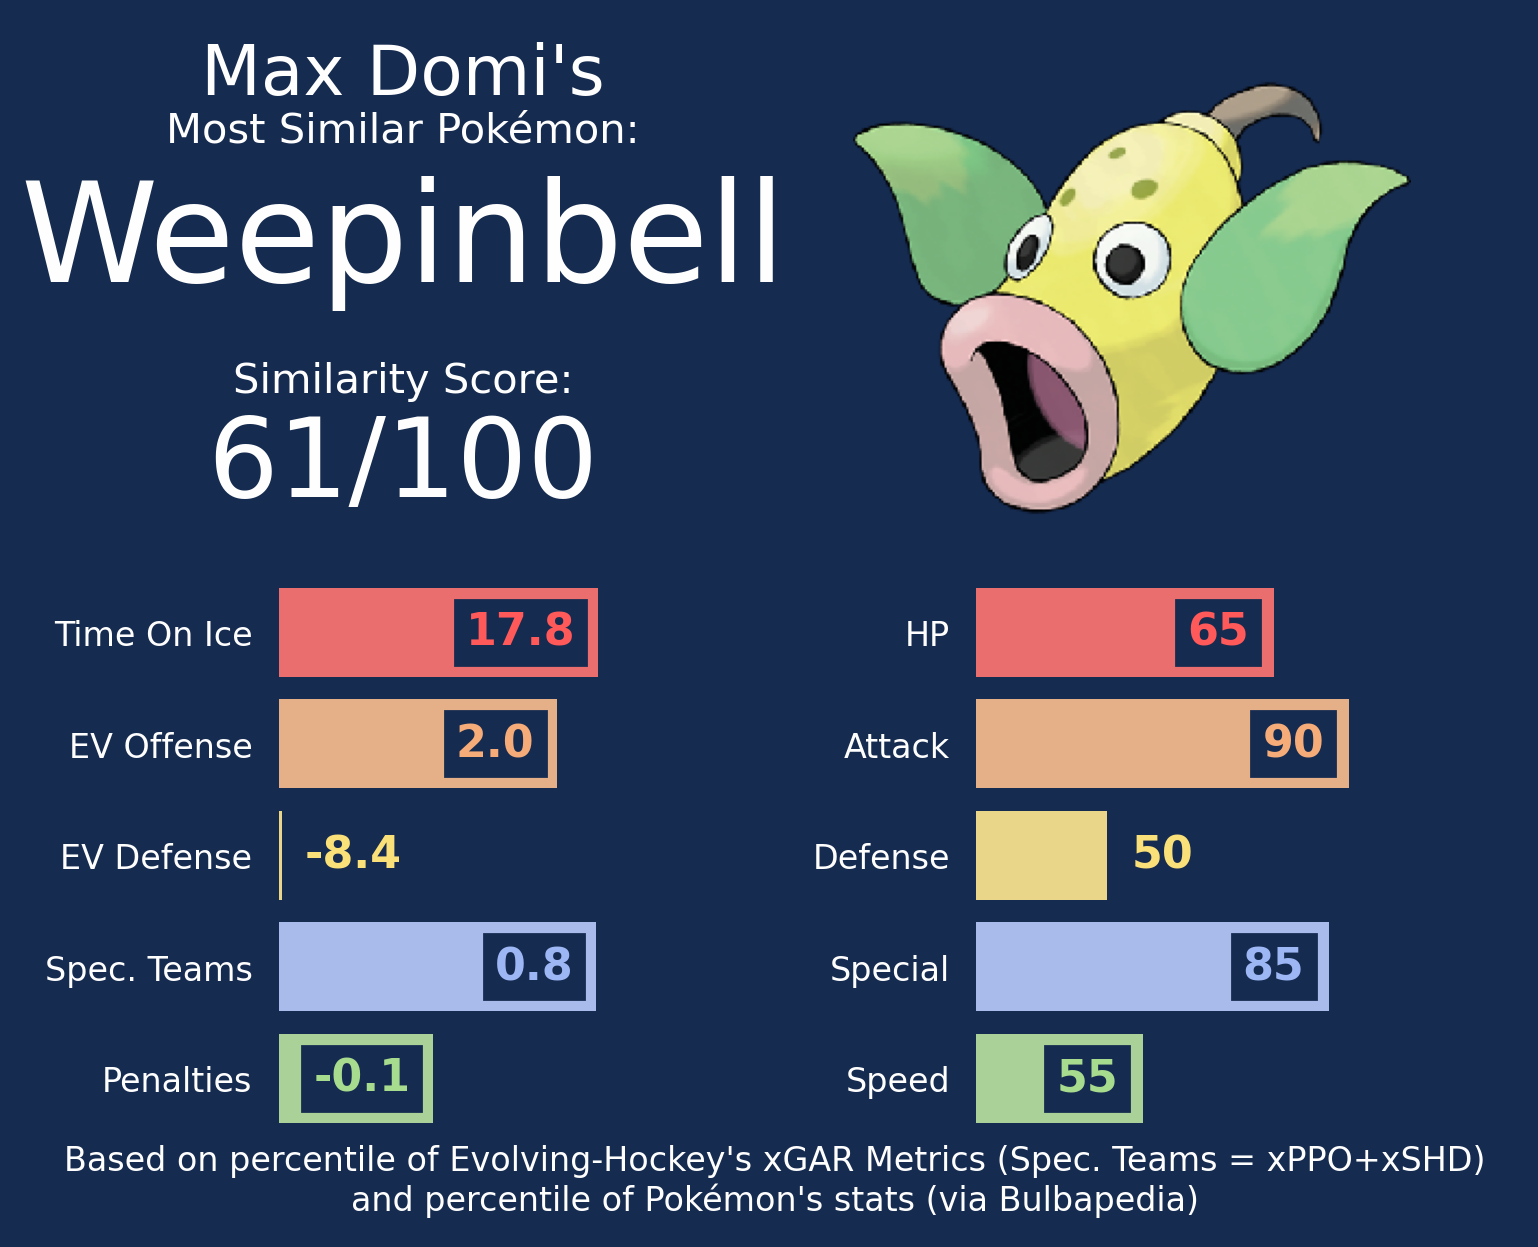 Max Domi's
Most Similar Pokémon:
Weepinbell
Similarity Score:
61/100
Time On Ice 17.8
EV Offense 2.0
EV Defense -8.4
Spec. Teams 0.8
Penalties -0.1
HP 65
Attack 90
Defense 50
Special 85
Speed 55
Based on percentile of Evolving-Hockey's xGAR Metrics (Spec. Teams = xPPO+xSHD)
and percentile of Pokémon's stats (via Bulbapedia)